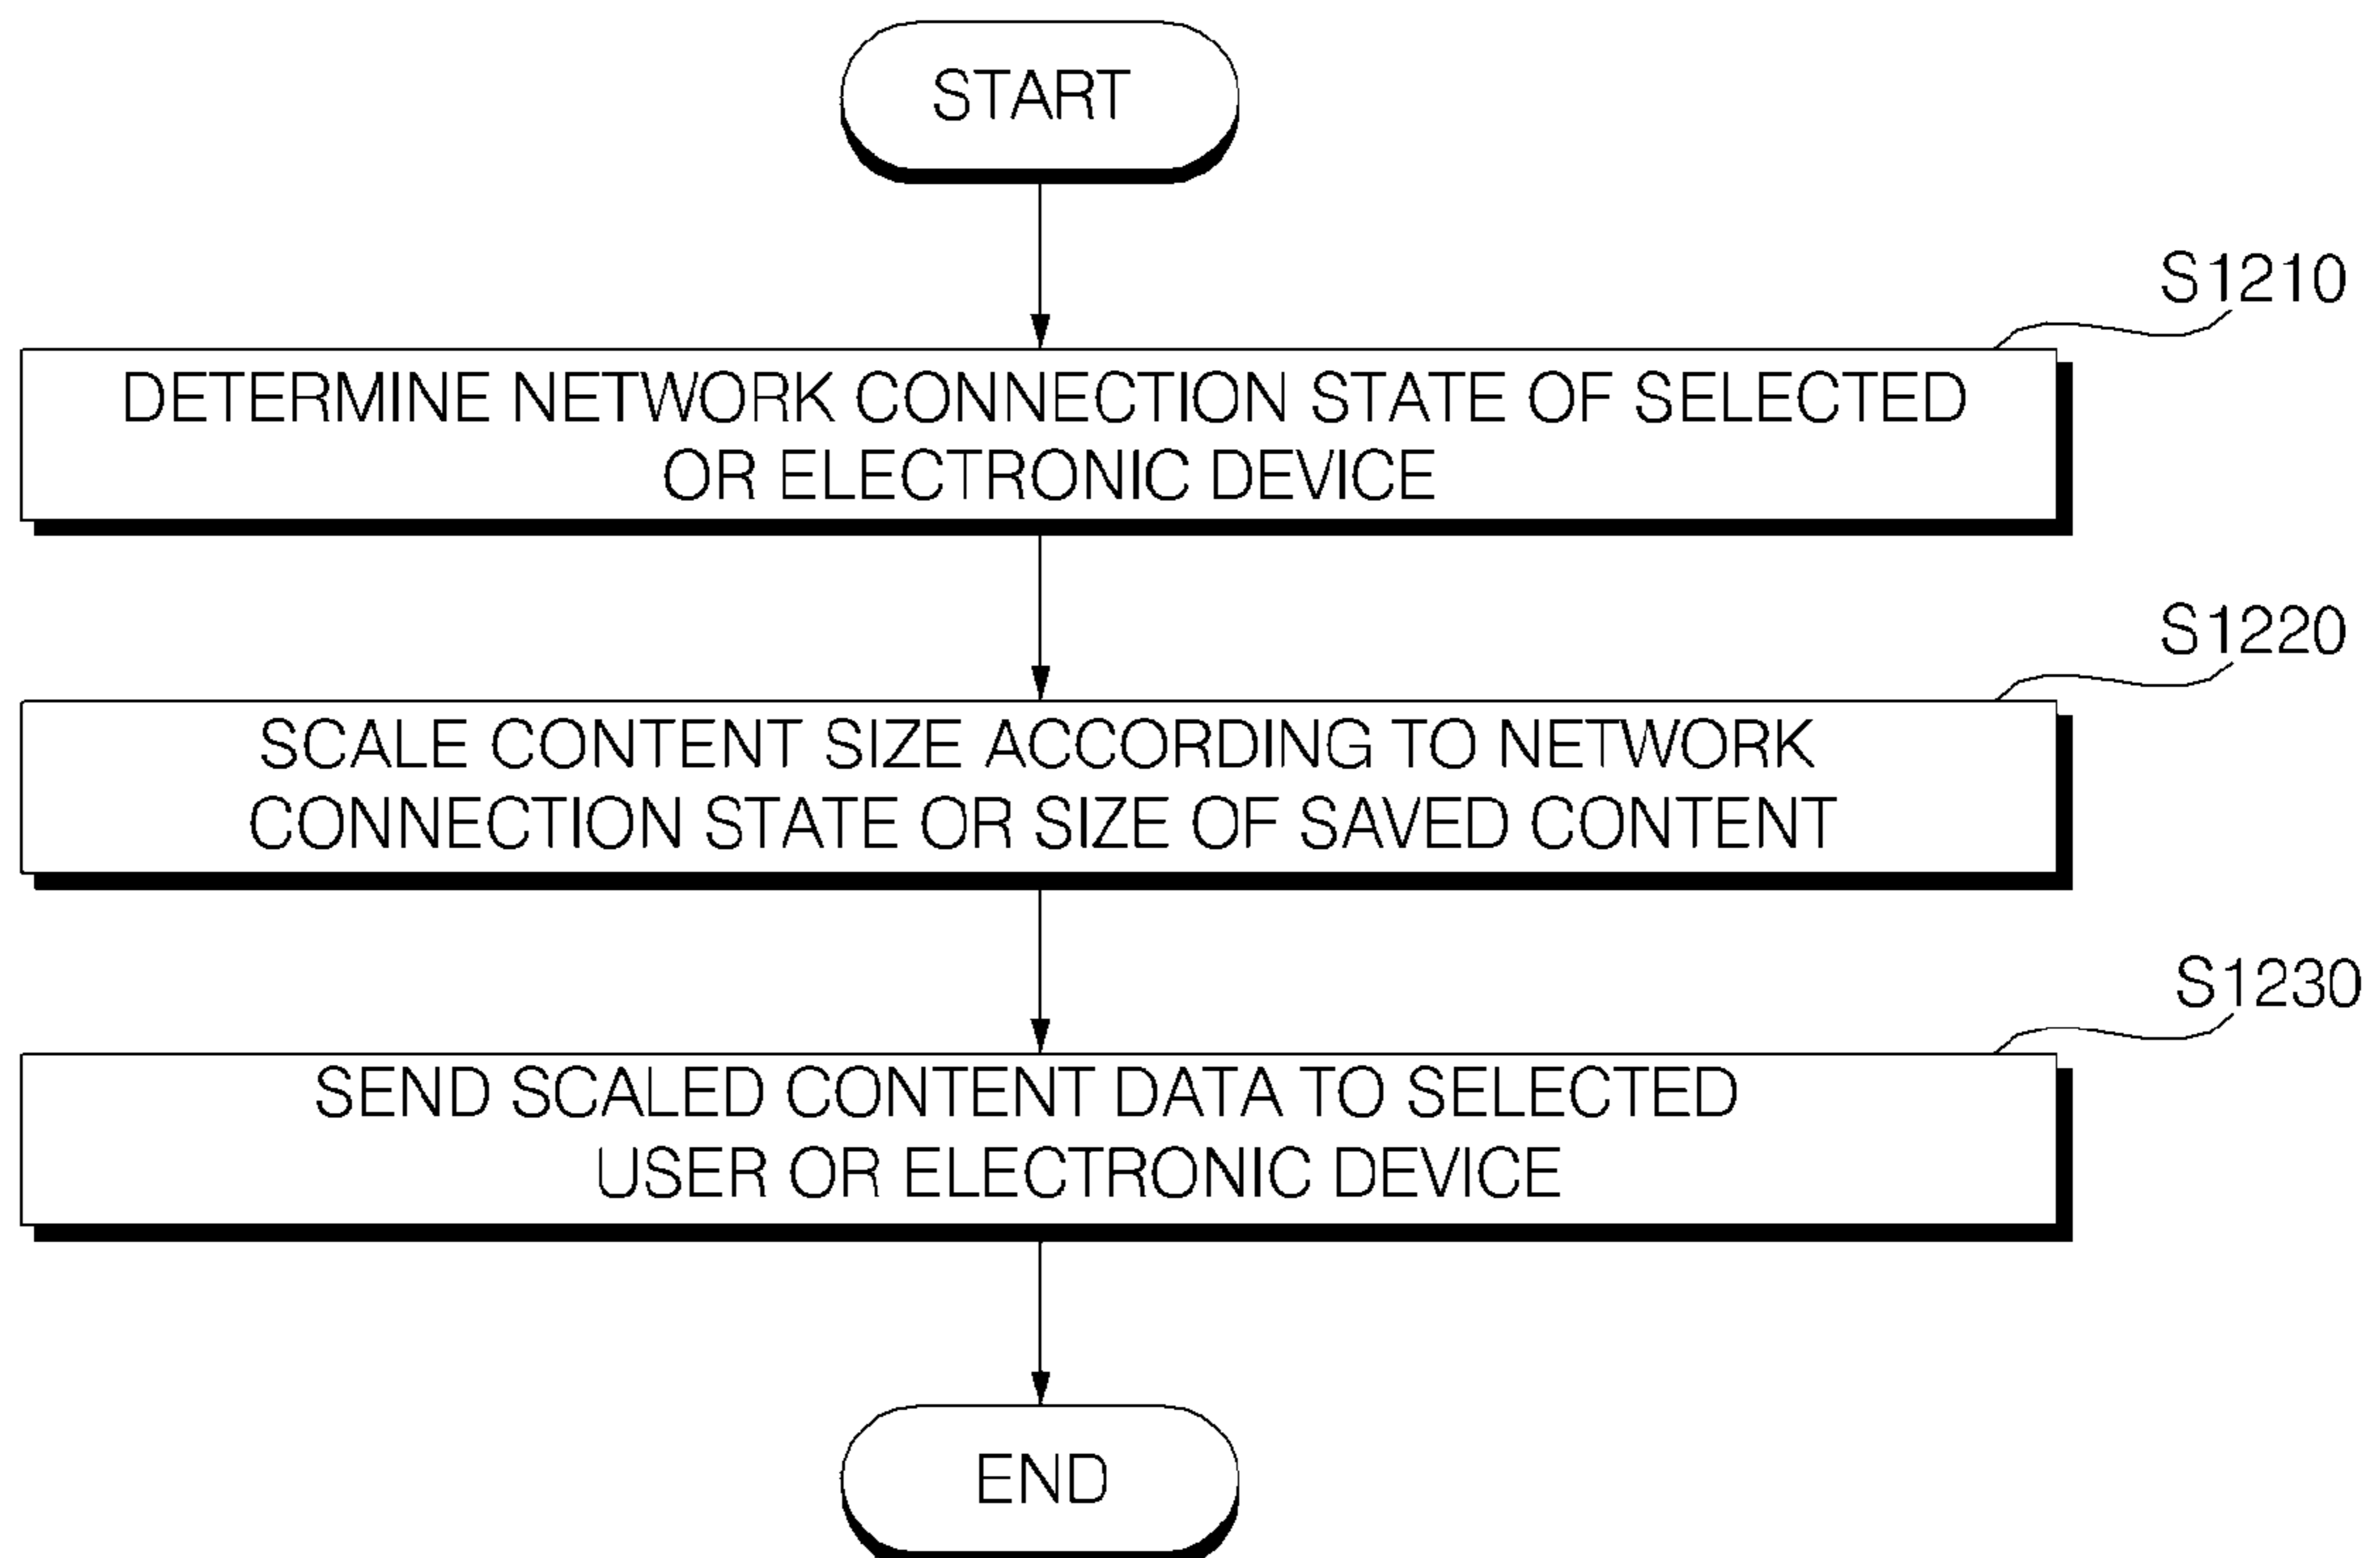 START
S1210
DETERMINE NETWORK CONNECTION STATE OF SELECTED
OR ELECTRONIC DEVICE
S1220
SCALE CONTENT SIZE ACCORDING TO NETWORK
CONNECTION STATE OR SIZE OF SAVED CONTENT
S1230
SEND SCALED CONTENT DATA TO SELECTED
USER OR ELECTRONIC DEVICE
END